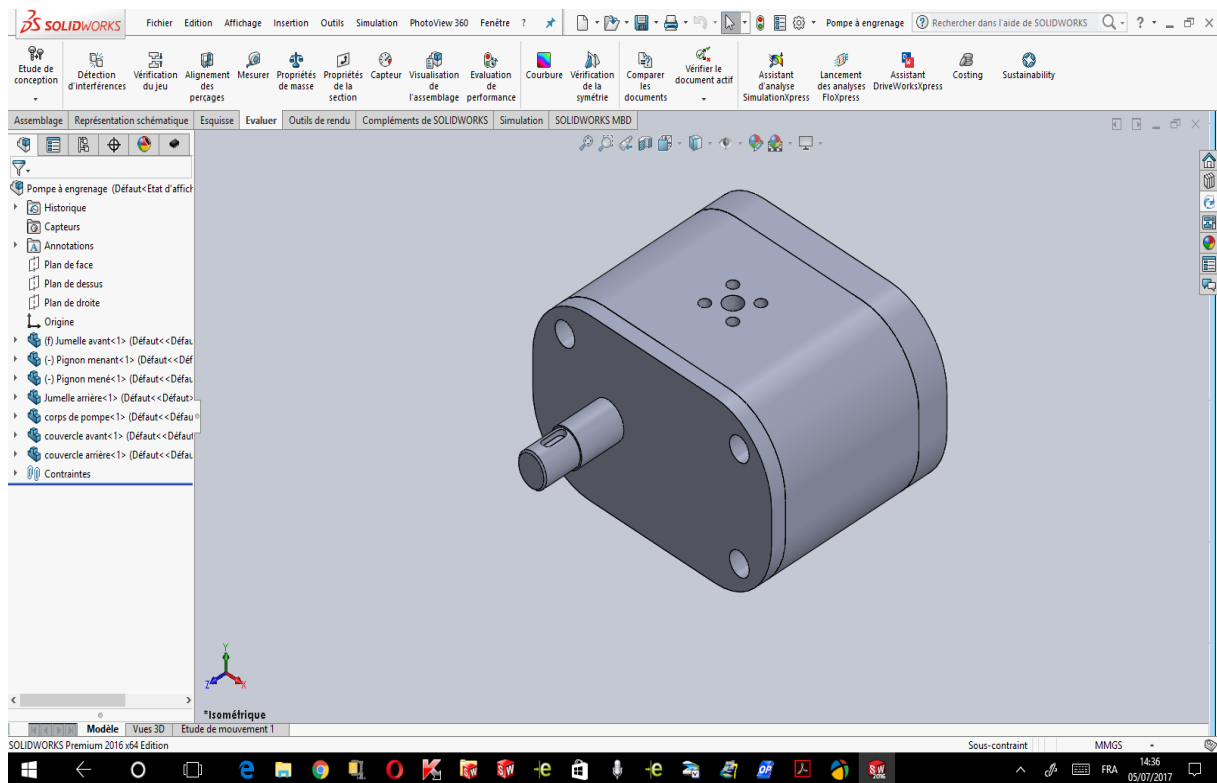 SOLIDWORKS
Fichier Edition Affichage Insertion Outils Simulation PhotoView 360 Fenêtre ?
Pompe à engrenage
Rechercher dans l'aide de SOLIDWORKS
Etude de conception
Détection d'interférences
Vérification du jeu
Alignement des perçages
Mesurer
Propriétés de masse
Propriétés de la section
Capteur
Visualisation de l'assemblage
Evaluation de performance
Courbure
Vérification de la symétrie
Comparer les documents
Vérifier le document actif
Assistant d'analyse SimulationXpress
Lancement des analyses FloXpress
Assistant DriveWorksXpress
Costing
Sustainability
Assemblage Représentation schématique Esquisse Evaluer Outils de rendu Compléments de SOLIDWORKS Simulation SOLIDWORKS MBD
Pompe à engrenage (Défaut<Etat d'affich
Historique
Capteurs
Annotations
Plan de face
Plan de dessus
Plan de droite
Origine
(f) Jumelle avant<1> (Défaut<<Défau
(-) Pignon menant<1> (Défaut<<Déf
(-) Pignon mené<1> (Défaut<<Défau
Jumelle arrière<1> (Défaut<<Défaut>
corps de pompe<1> (Défaut<<Défau
couvercle avant<1> (Défaut<<Défaut
couvercle arrière<1> (Défaut<<Défau
Contraintes
Y
Z
X
*Isométrique
Modèle Vues 3D Etude de mouvement 1
SOLIDWORKS Premium 2016 x64 Edition
Sous-contraint
MMGS
FRA
14:36
05/07/2017